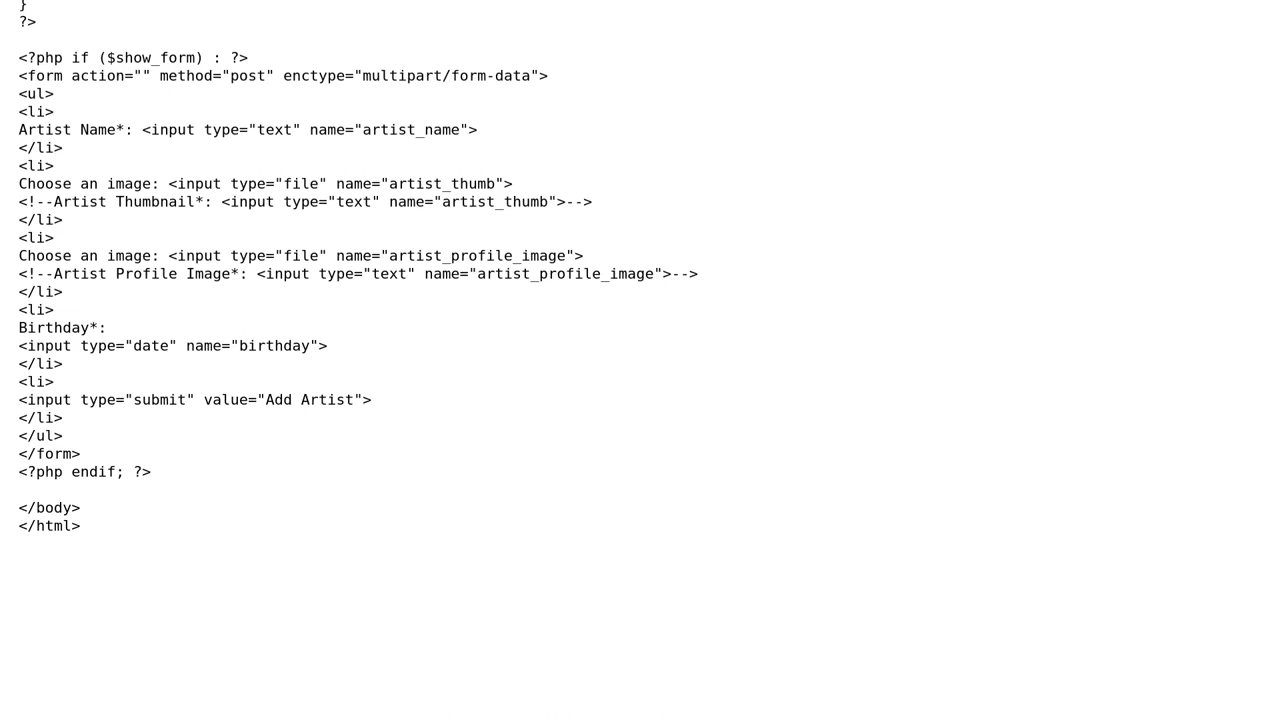 }
?>

<?php if ($show_form) : ?>
<form action="" method="post" enctype="multipart/form-data">
<ul>
<li>
Artist Name*: <input type="text" name="artist_name">
</li>
<li>
Choose an image: <input type="file" name="artist_thumb">
<!--Artist Thumbnail*: <input type="text" name="artist_thumb">-->
</li>
<li>
Choose an image: <input type="file" name="artist_profile_image">
<!--Artist Profile Image*: <input type="text" name="artist_profile_image">-->
</li>
<li>
Birthday*:
<input type="date" name="birthday">
</li>
<li>
<input type="submit" value="Add Artist">
</li>
</ul>
</form>
<?php endif; ?>

</body>
</html>